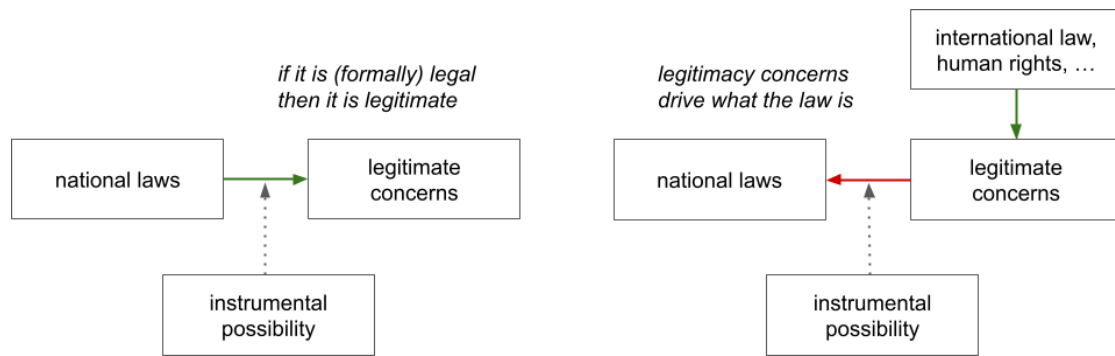 if it is (formally) legal
then it is legitimate
national laws
legitimate
concerns
instrumental
possibility
international law,
human rights, …
legitimacy concerns
drive what the law is
national laws
legitimate
concerns
instrumental
possibility